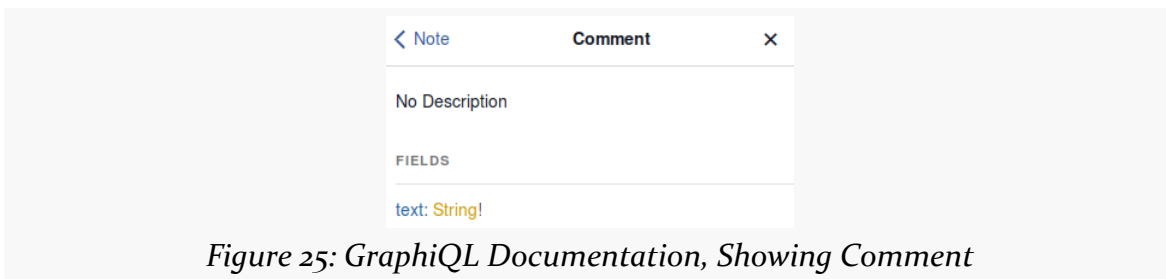 < Note Comment ×
No Description
FIELDS
text: String!
Figure 25: GraphiQL Documentation, Showing Comment